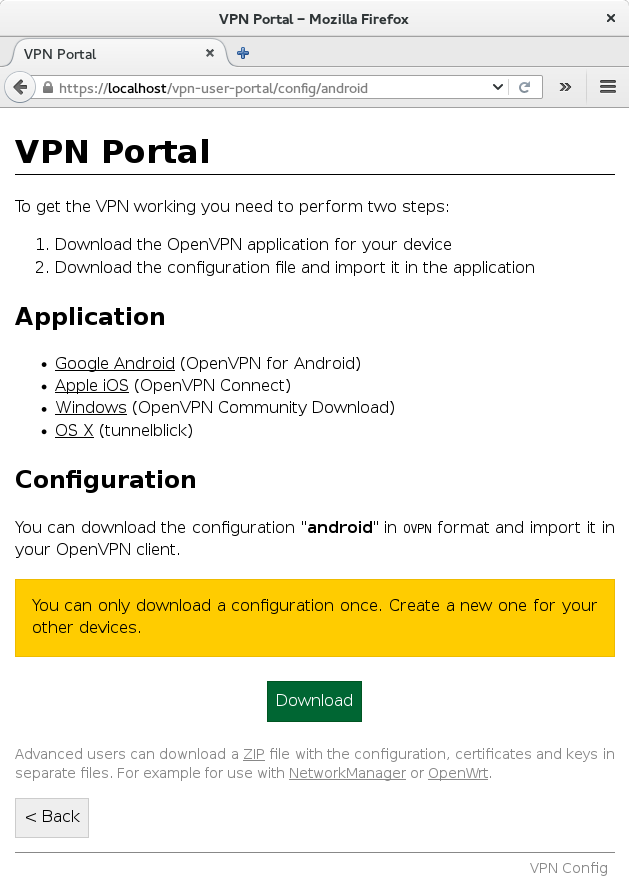 VPN Portal – Mozilla Firefox
VPN Portal
https://localhost/vpn-user-portal/config/android
VPN Portal
To get the VPN working you need to perform two steps:
1. Download the OpenVPN application for your device
2. Download the configuration file and import it in the application
Application
• Google Android (OpenVPN for Android)
• Apple iOS (OpenVPN Connect)
• Windows (OpenVPN Community Download)
• OS X (tunnelblick)
Configuration
You can download the configuration "android" in OVPN format and import it in
your OpenVPN client.
You can only download a configuration once. Create a new one for your
other devices.
Download
Advanced users can download a ZIP file with the configuration, certificates and keys in
separate files. For example for use with NetworkManager or OpenWrt.
< Back
VPN Config